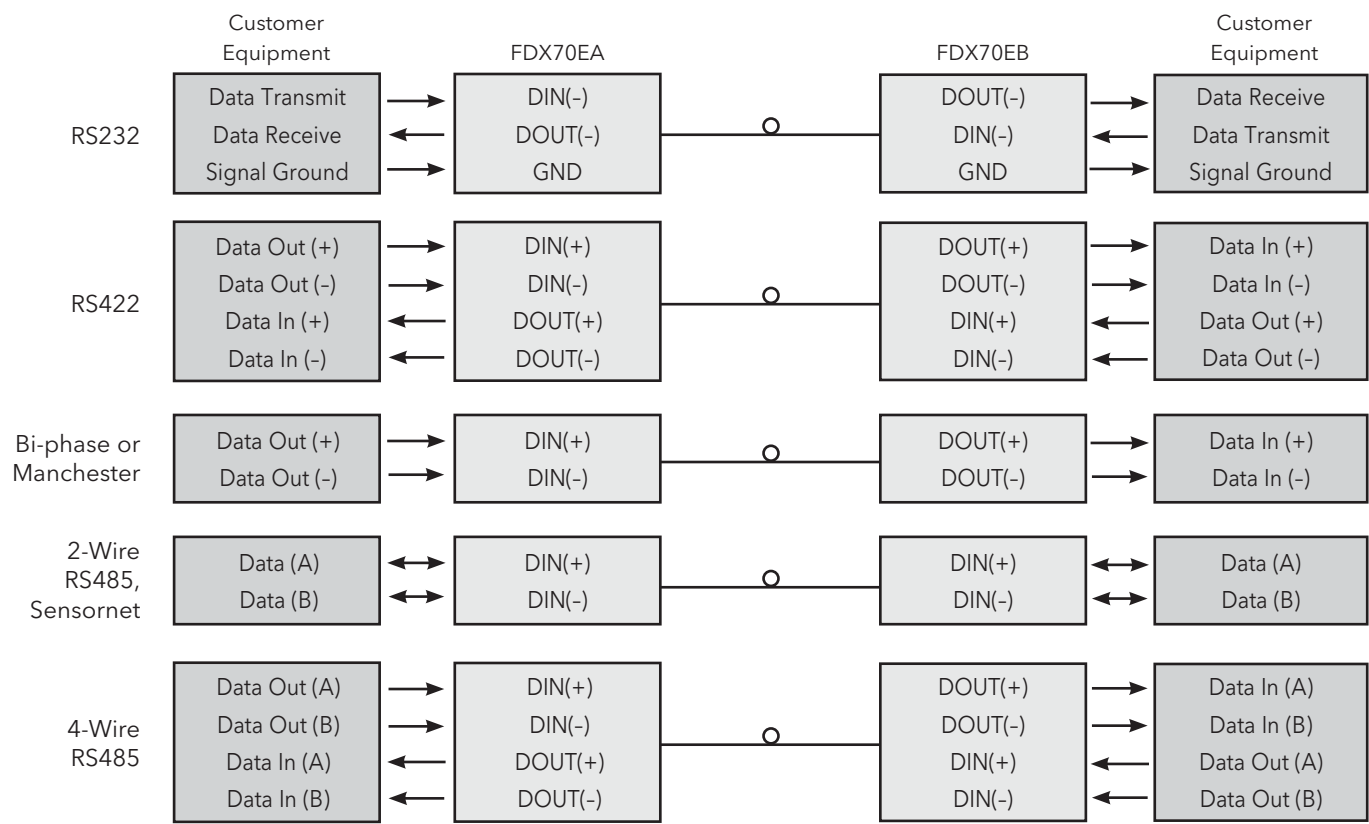 Customer
Equipment
FDX70EA
FDX70EB
Customer
Equipment
RS232
Data Transmit
Data Receive
Signal Ground
DIN(–)
DOUT(–)
GND
DOUT(–)
DIN(–)
GND
Data Receive
Data Transmit
Signal Ground
RS422
Data Out (+)
Data Out (–)
Data In (+)
Data In (–)
DIN(+)
DIN(–)
DOUT(+)
DOUT(–)
DOUT(+)
DOUT(–)
DIN(+)
DIN(–)
Data In (+)
Data In (–)
Data Out (+)
Data Out (–)
Bi-phase or
Manchester
Data Out (+)
Data Out (–)
DIN(+)
DIN(–)
DOUT(+)
DOUT(–)
Data In (+)
Data In (–)
2-Wire
RS485,
Sensornet
Data (A)
Data (B)
DIN(+)
DIN(–)
DIN(+)
DIN(–)
Data (A)
Data (B)
4-Wire
RS485
Data Out (A)
Data Out (B)
Data In (A)
Data In (B)
DIN(+)
DIN(–)
DOUT(+)
DOUT(–)
DOUT(+)
DOUT(–)
DIN(+)
DIN(–)
Data In (A)
Data In (B)
Data Out (A)
Data Out (B)